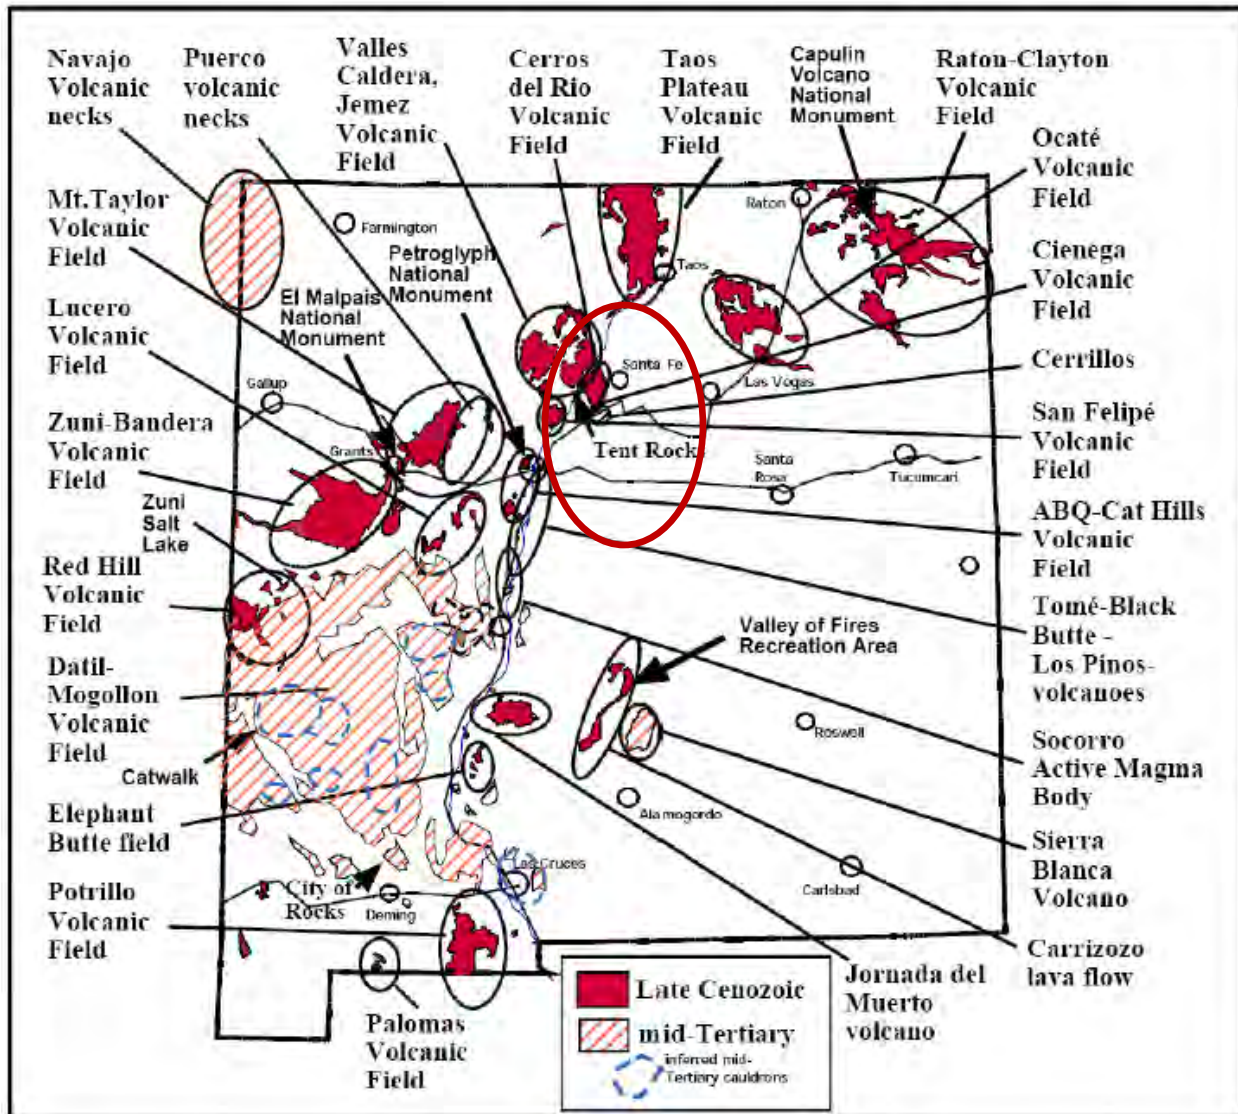 Navajo
Volcanic
necks
Puerco
volcanic
necks
Valles
Caldera,
Jemez
Volcanic
Field
Cerros
del Rio
Volcanic
Field
Taos
Plateau
Volcanic
Field
Capulin
Volcano
National
Monument
Raton-Clayton
Volcanic
Field
Ocaté
Volcanic
Field
Mt.Taylor
Volcanic
Field
Farmington
Petroglyph
National
Monument
Raton
Taos
Cienega
Volcanic
Field
El Malpais
National
Monument
Lucero
Volcanic
Field
Santa Fe
Las Vegas
Cerrillos
Gallup
Zuni-Bandera
Volcanic
Field
Grants
Tent Rocks
Santa
Rosa
Tucumcari
San Felipé
Volcanic
Field
Zuni
Salt
Lake
ABQ-Cat Hills
Volcanic
Field
Red Hill
Volcanic
Field
Valley of Fires
Recreation Area
Tomé-Black
Butte -
Los Pinos-
volcanoes
Datil-
Mogollon
Volcanic
Field
Catwalk
Roswell
Socorro
Active Magma
Body
Elephant
Butte field
Alamogordo
Sierra
Blanca
Volcano
Las Cruces
Carlsbad
City of
Rocks
Deming
Potrillo
Volcanic
Field
Carrizozo
lava flow
Jornada del
Muerto
volcano
Palomas
Volcanic
Field
Late Cenozoic
mid-Tertiary
inferred mid-
Tertiary cauldrons